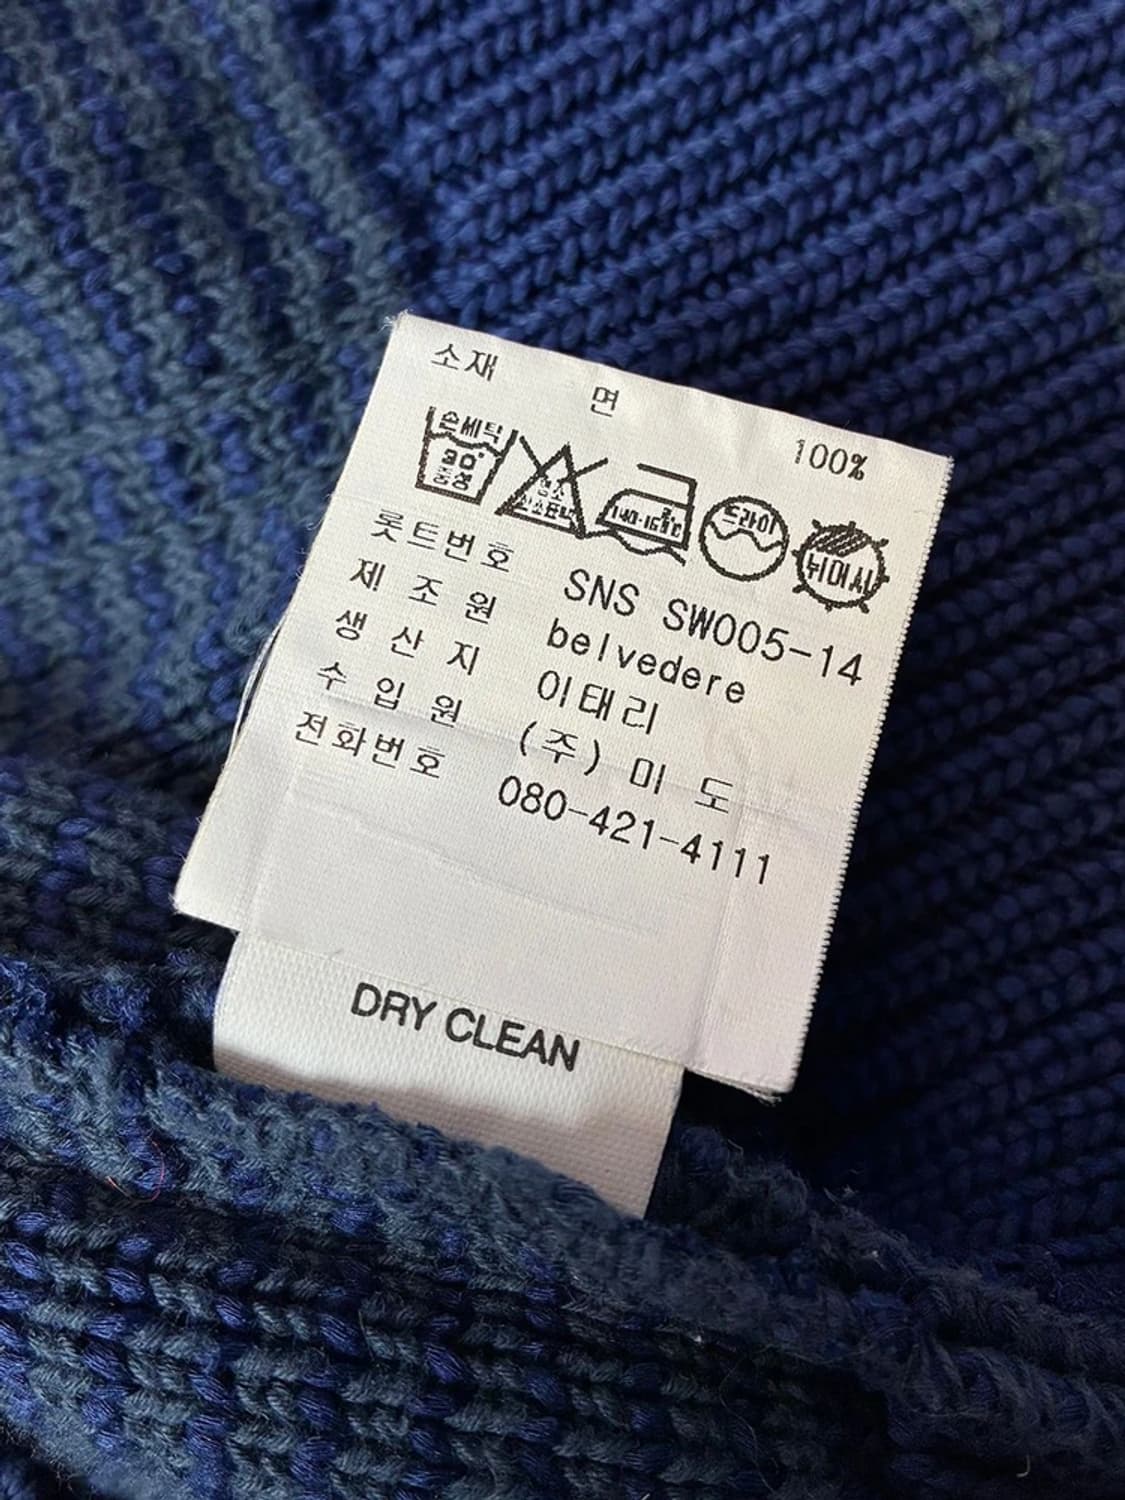 소재 면 100%
손세탁 30° 중성 드라이 뉘어서
롯트번호 SNS SW005-14
제 조 원 belvedere
생 산 지 이태리
수 입 원 (주) 미 도
전화번호 080-421-4111
DRY CLEAN